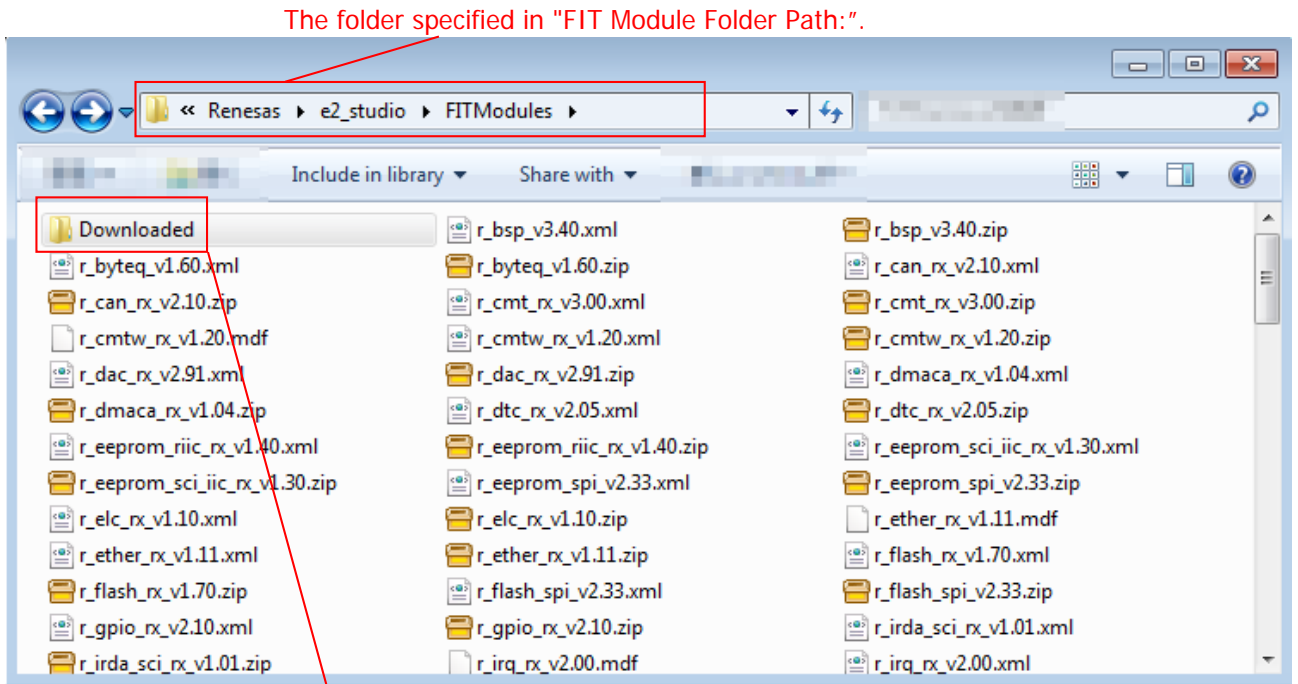 The folder specified in "FIT Module Folder Path:".
« Renesas ▸ e2_studio ▸ FITModules ▸
Include in library ▾ Share with ▾
Downloaded r_bsp_v3.40.xml r_bsp_v3.40.zip
r_byteq_v1.60.xml r_byteq_v1.60.zip r_can_rx_v2.10.xml
r_can_rx_v2.10.zip r_cmt_rx_v3.00.xml r_cmt_rx_v3.00.zip
r_cmtw_rx_v1.20.mdf r_cmtw_rx_v1.20.xml r_cmtw_rx_v1.20.zip
r_dac_rx_v2.91.xml r_dac_rx_v2.91.zip r_dmaca_rx_v1.04.xml
r_dmaca_rx_v1.04.zip r_dtc_rx_v2.05.xml r_dtc_rx_v2.05.zip
r_eeprom_riic_rx_v1.40.xml r_eeprom_riic_rx_v1.40.zip r_eeprom_sci_iic_rx_v1.30.xml
r_eeprom_sci_iic_rx_v1.30.zip r_eeprom_spi_v2.33.xml r_eeprom_spi_v2.33.zip
r_elc_rx_v1.10.xml r_elc_rx_v1.10.zip r_ether_rx_v1.11.mdf
r_ether_rx_v1.11.xml r_ether_rx_v1.11.zip r_flash_rx_v1.70.xml
r_flash_rx_v1.70.zip r_flash_spi_v2.33.xml r_flash_spi_v2.33.zip
r_gpio_rx_v2.10.xml r_gpio_rx_v2.10.zip r_irda_sci_rx_v1.01.xml
r_irda_sci_rx_v1.01.zip r_irq_rx_v2.00.mdf r_irq_rx_v2.00.xml